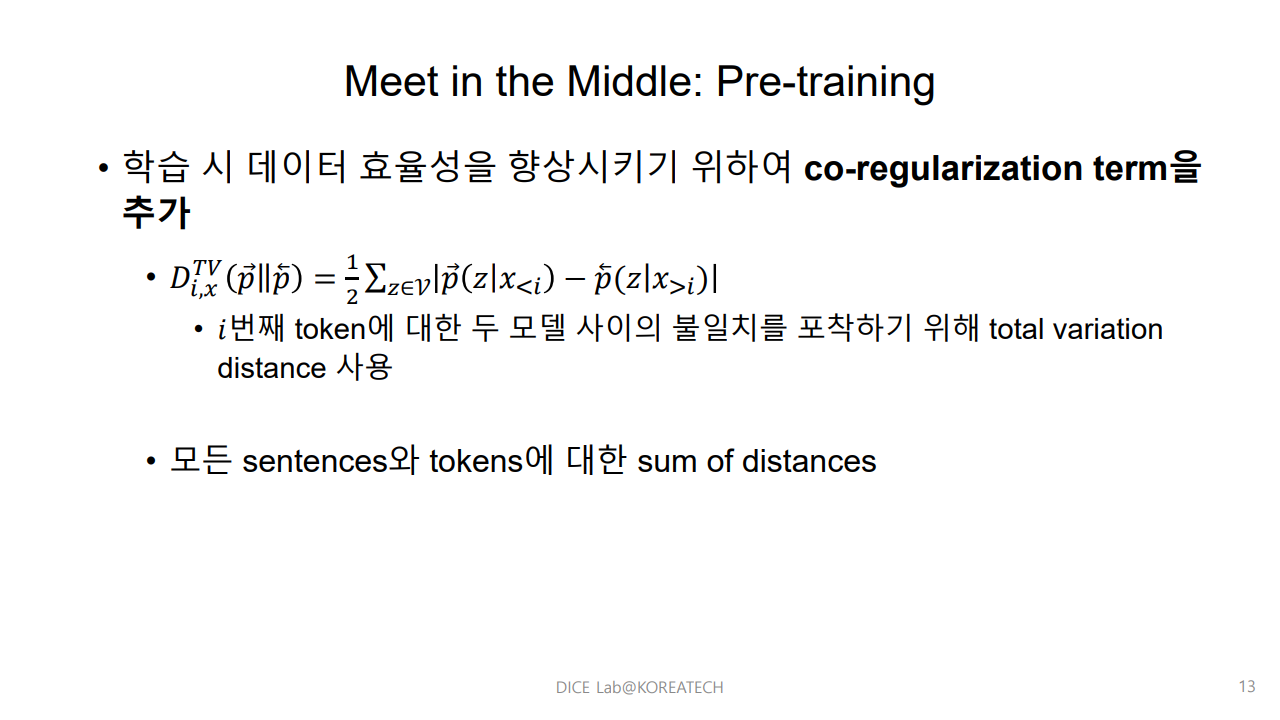 Meet in the Middle: Pre-training
• 학습 시 데이터 효율성을 향상시키기 위하여 co-regularization term을
추가
• $D_{i,x}^{TV}(\vec{p} \| \overleftarrow{p}) = \frac{1}{2} \sum_{z \in \mathcal{V}} |\vec{p}(z|x_{<i}) - \overleftarrow{p}(z|x_{>i})|$
• 𝑖번째 token에 대한 두 모델 사이의 불일치를 포착하기 위해 total variation
distance 사용
• 모든 sentences와 tokens에 대한 sum of distances
DICE Lab@KOREATECH
13